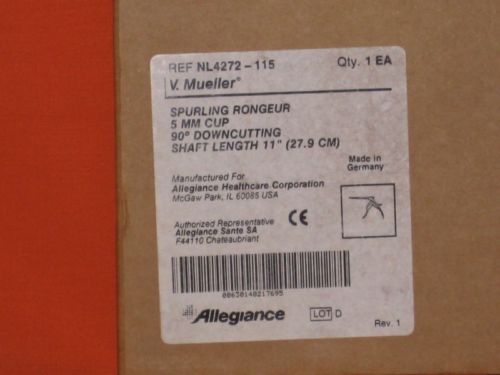 REF NL4272-115 Qty. 1 EA
V. Mueller®
SPURLING RONGEUR
5 MM CUP
90° DOWNCUTTING
SHAFT LENGTH 11" (27.9 CM)
Made in
Germany
Manufactured For
Allegiance Healthcare Corporation
McGaw Park, IL 60085 USA
Authorized Representative
Allegiance Sante SA
F44110 Chateaubriant
CE
00630140217695
Allegiance
LOT D
Rev. 1